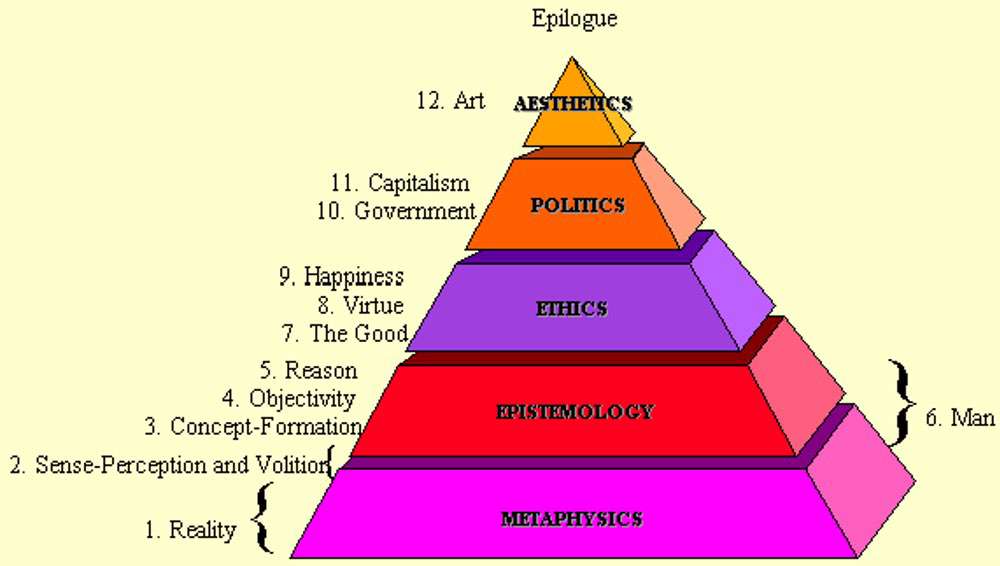 Epilogue
12. Art
AESTHETICS
11. Capitalism
10. Government
POLITICS
9. Happiness
8. Virtue
7. The Good
ETHICS
5. Reason
4. Objectivity
3. Concept-Formation
EPISTEMOLOGY
6. Man
2. Sense-Perception and Volition
1. Reality
METAPHYSICS